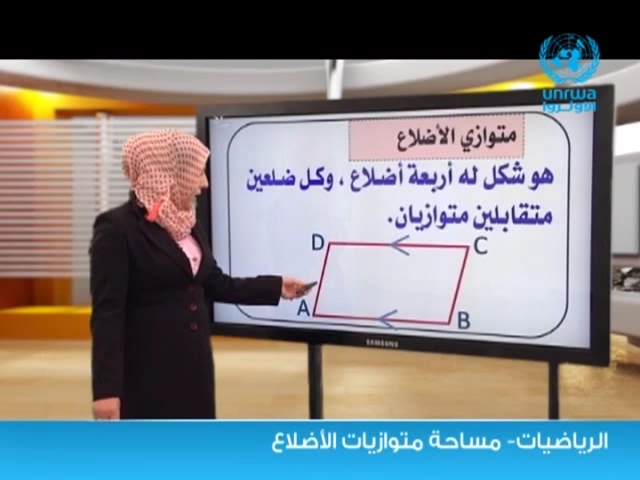 unrwa
الأونروا
متوازي الأضلاع
هو شكل له أربعة أضلاع ، وكل ضلعين
متقابلين متوازيان.
D C
A B
SAMSUNG
الرياضيات- مساحة متوازيات الأضلاع